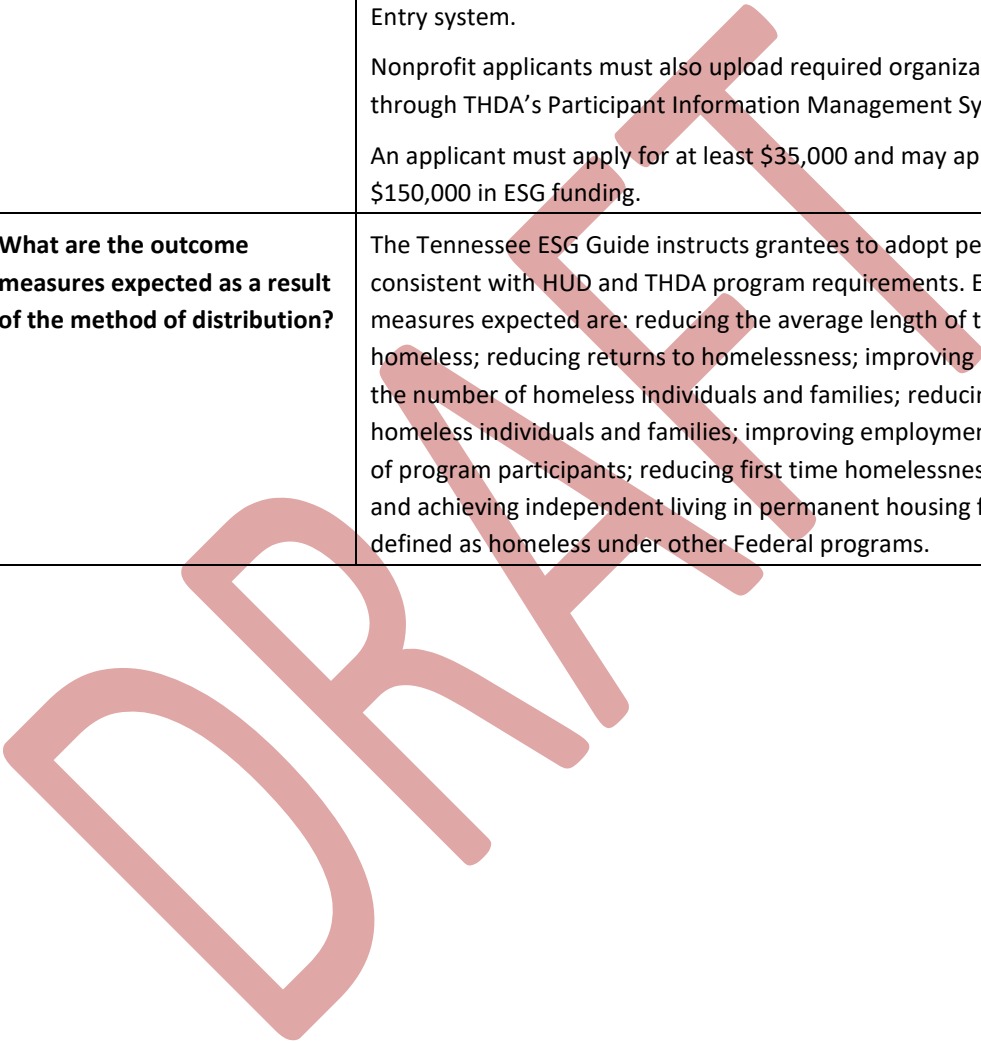 Entry system.
Nonprofit applicants must also upload required organiza
through THDA's Participant Information Management Sy
An applicant must apply for at least $35,000 and may ap
$150,000 in ESG funding.
What are the outcome
measures expected as a result
of the method of distribution?
The Tennessee ESG Guide instructs grantees to adopt pe
consistent with HUD and THDA program requirements. E
measures expected are: reducing the average length of t
homeless; reducing returns to homelessness; improving
the number of homeless individuals and families; reducin
homeless individuals and families; improving employmen
of program participants; reducing first time homelessnes
and achieving independent living in permanent housing f
defined as homeless under other Federal programs.
DRAFT